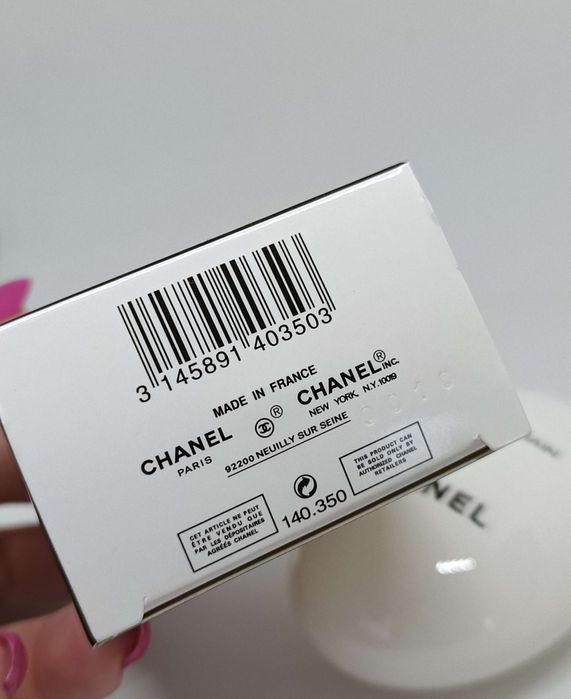 3 145891 403503
MADE IN FRANCE
CHANEL ® CHANEL® INC.
PARIS NEW YORK, N.Y. 10019
92200 NEUILLY SUR SEINE
CET ARTICLE NE PEUT
ÊTRE VENDU QUE
PAR LES DÉPOSITAIRES
AGRÉÉS CHANEL
140.350
THIS PRODUCT CAN
BE SOLD ONLY BY
AUTHORIZED CHANEL
RETAILERS
NEL